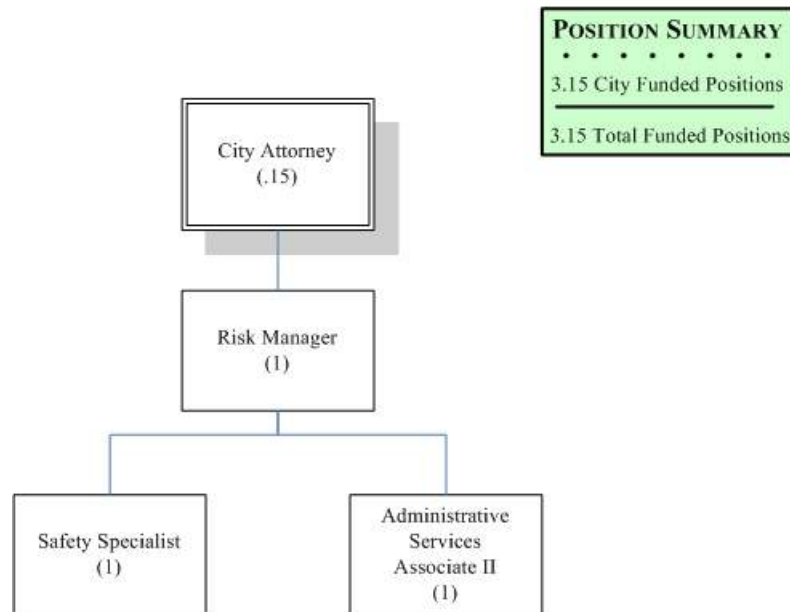 POSITION SUMMARY
3.15 City Funded Positions
3.15 Total Funded Positions
City Attorney
(.15)
Risk Manager
(1)
Safety Specialist
(1)
Administrative
Services
Associate II
(1)